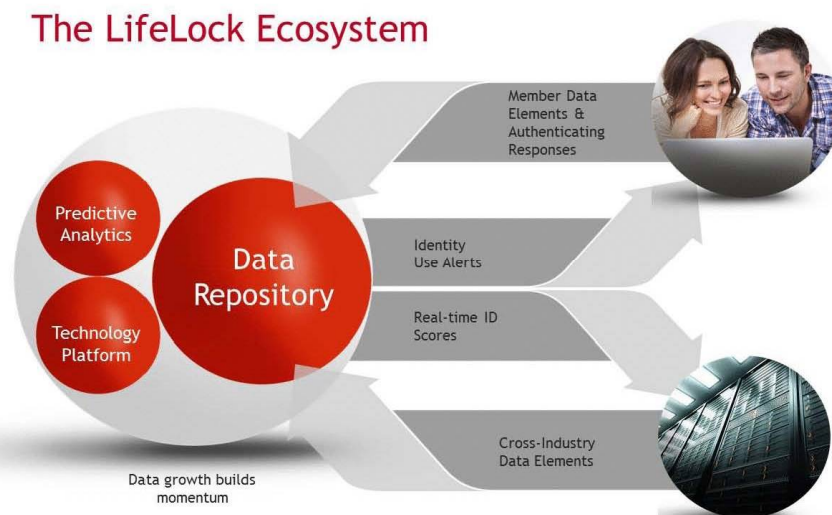 The LifeLock Ecosystem
Member Data
Elements &
Authenticating
Responses
Predictive
Analytics
Data
Repository
Identity
Use Alerts
Technology
Platform
Real-time ID
Scores
Cross-Industry
Data Elements
Data growth builds
momentum